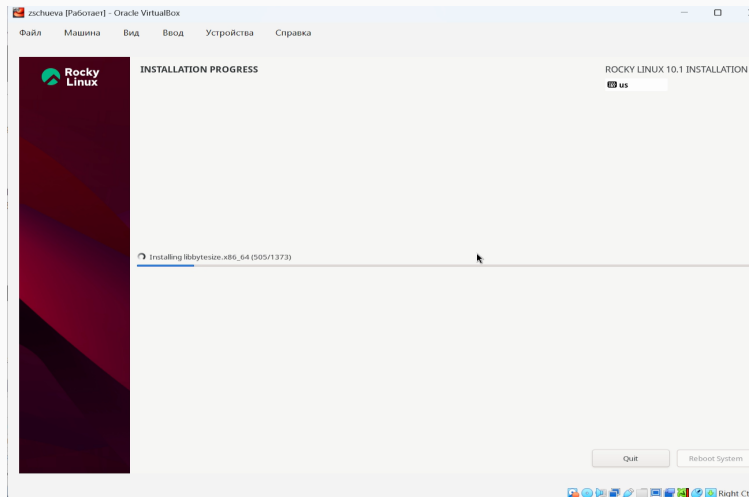 zschueva [Работает] - Oracle VirtualBox
Файл Машина Вид Ввод Устройства Справка
Rocky
Linux
INSTALLATION PROGRESS
ROCKY LINUX 10.1 INSTALLATION
us
Installing libbytesize.x86_64 (505/1373)
Quit
Reboot System
Right Ct